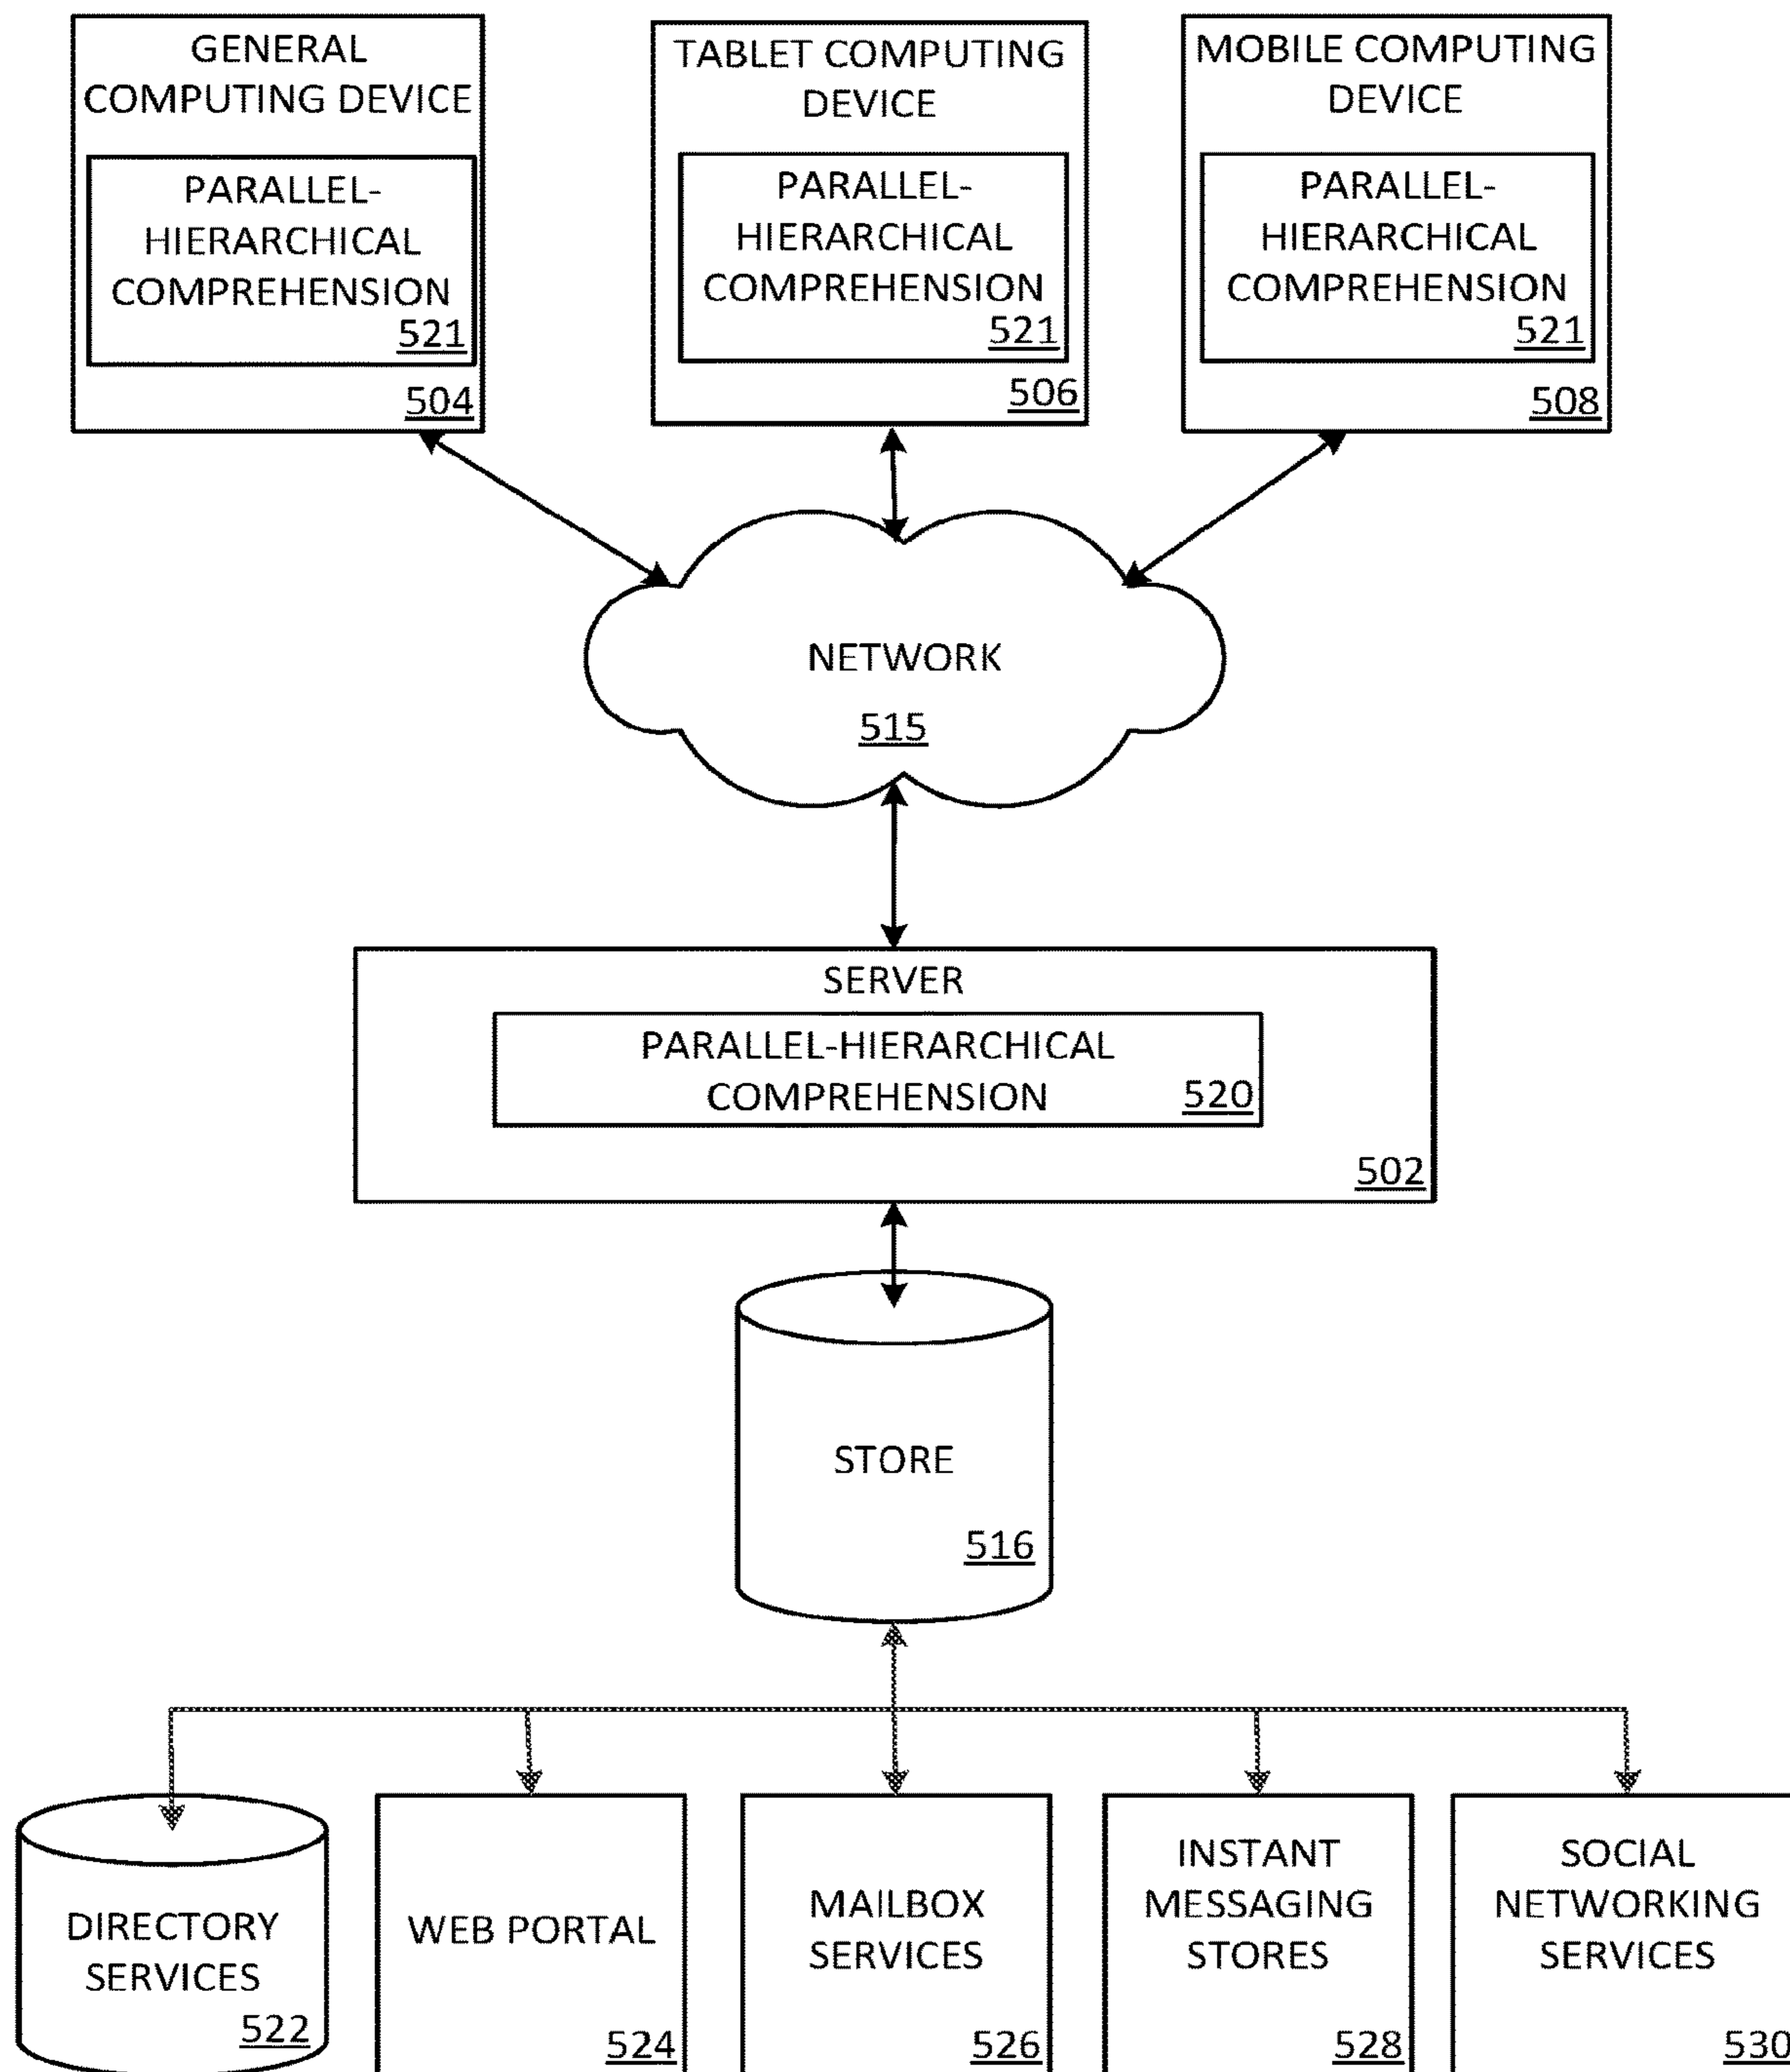 GENERAL
COMPUTING DEVICE
PARALLEL-
HIERARCHICAL
COMPREHENSION
521
504
TABLET COMPUTING
DEVICE
PARALLEL-
HIERARCHICAL
COMPREHENSION
521
506
MOBILE COMPUTING
DEVICE
PARALLEL-
HIERARCHICAL
COMPREHENSION
521
508
NETWORK
515
SERVER
PARALLEL-HIERARCHICAL
COMPREHENSION
520
502
STORE
516
DIRECTORY
SERVICES
522
WEB PORTAL
524
MAILBOX
SERVICES
526
INSTANT
MESSAGING
STORES
528
SOCIAL
NETWORKING
SERVICES
530